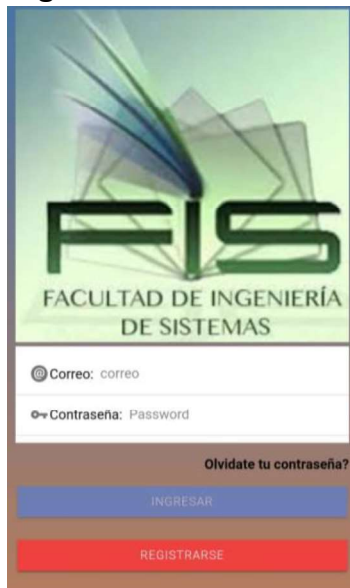 FIS
FACULTAD DE INGENIERÍA
DE SISTEMAS
Correo: correo
Contraseña: Password
Olvidate tu contraseña?
INGRESAR
REGISTRARSE